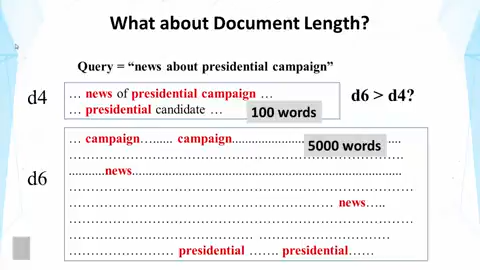 What about Document Length?
Query = “news about presidential campaign”
d4
… news of presidential campaign …
… presidential candidate …
100 words
d6 > d4?
d6
… campaign…...... campaign..........................................................
5000 words
………………………………………………………………………
............news..................................................................................
…………………………………………………………………………
……………………………………………………… news…..
…………………………………………………………………………
………………………………… ………………………………
…………………… presidential ……. presidential……